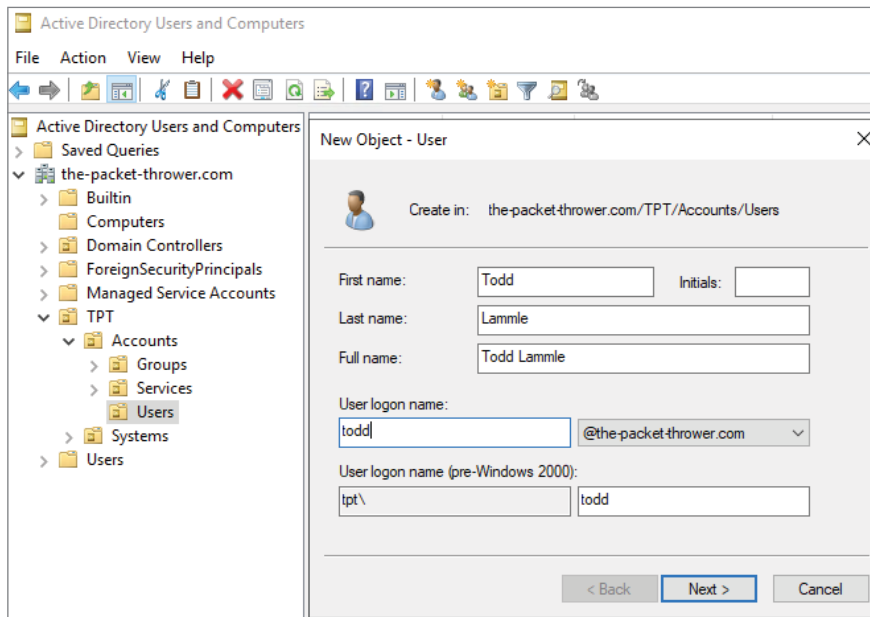 Active Directory Users and Computers
File Action View Help
Active Directory Users and Computers
Saved Queries
the-packet-thrower.com
Builtin
Computers
Domain Controllers
ForeignSecurityPrincipals
Managed Service Accounts
TPT
Accounts
Groups
Services
Users
Systems
Users
New Object - User
Create in: the-packet-thrower.com/TPT/Accounts/Users
First name: Todd Initials:
Last name: Lammle
Full name: Todd Lammle
User logon name:
todd @the-packet-thrower.com
User logon name (pre-Windows 2000):
tpt\ todd
< Back Next > Cancel